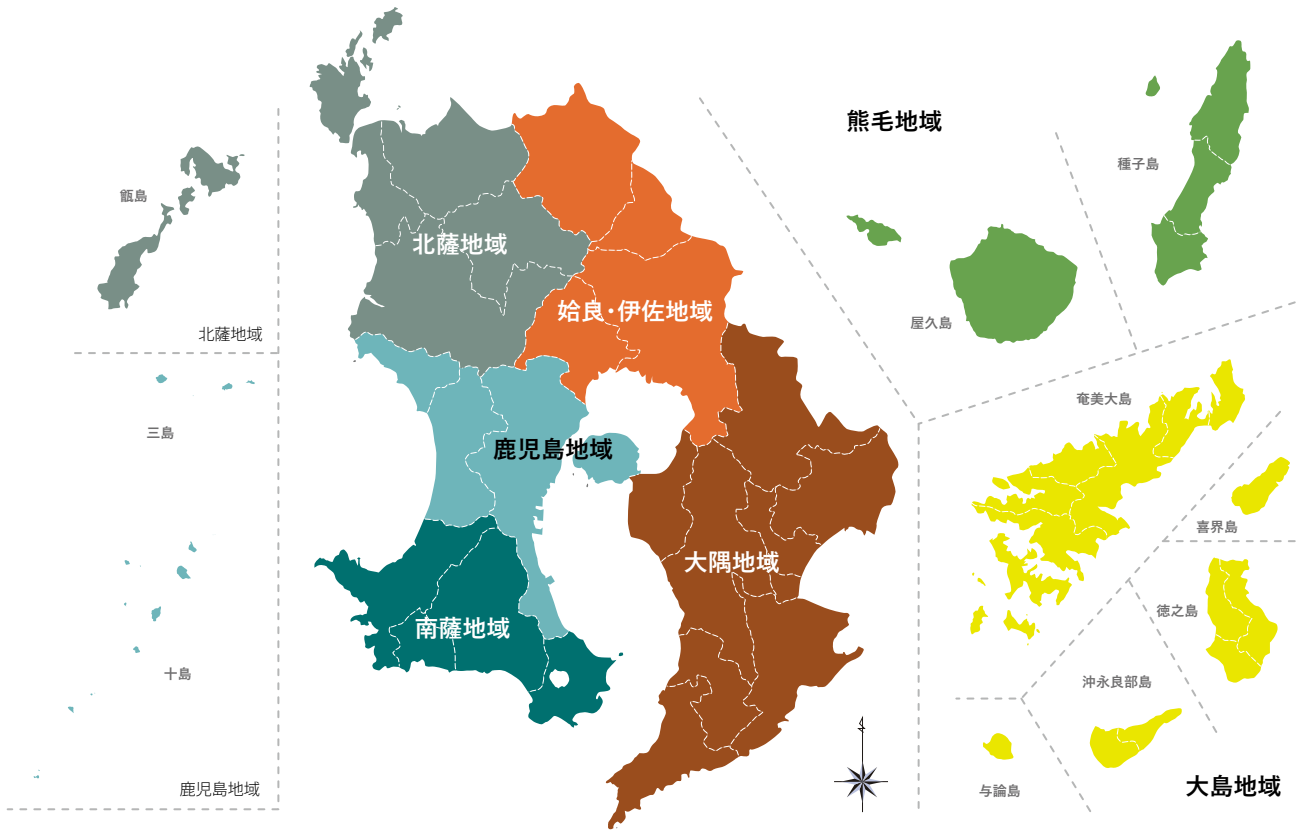 熊毛地域
種子島
甑島
北薩地域
姶良・伊佐地域
屋久島
北薩地域
奄美大島
三島
鹿児島地域
喜界島
大隅地域
徳之島
南薩地域
十島
沖永良部島
鹿児島地域
与論島
大島地域